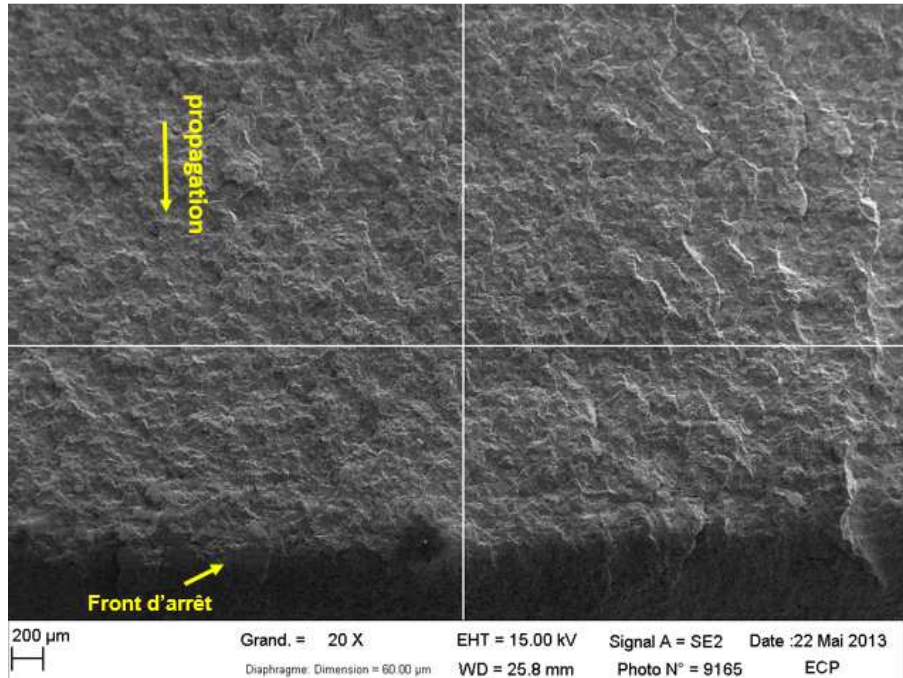 propagation
Front d'arrêt
200 µm
Grand. = 20 X
EHT = 15.00 kV
Signal A = SE2
Date :22 Mai 2013
Diaphragme: Dimension = 60.00 µm
WD = 25.8 mm
Photo N° = 9165
ECP